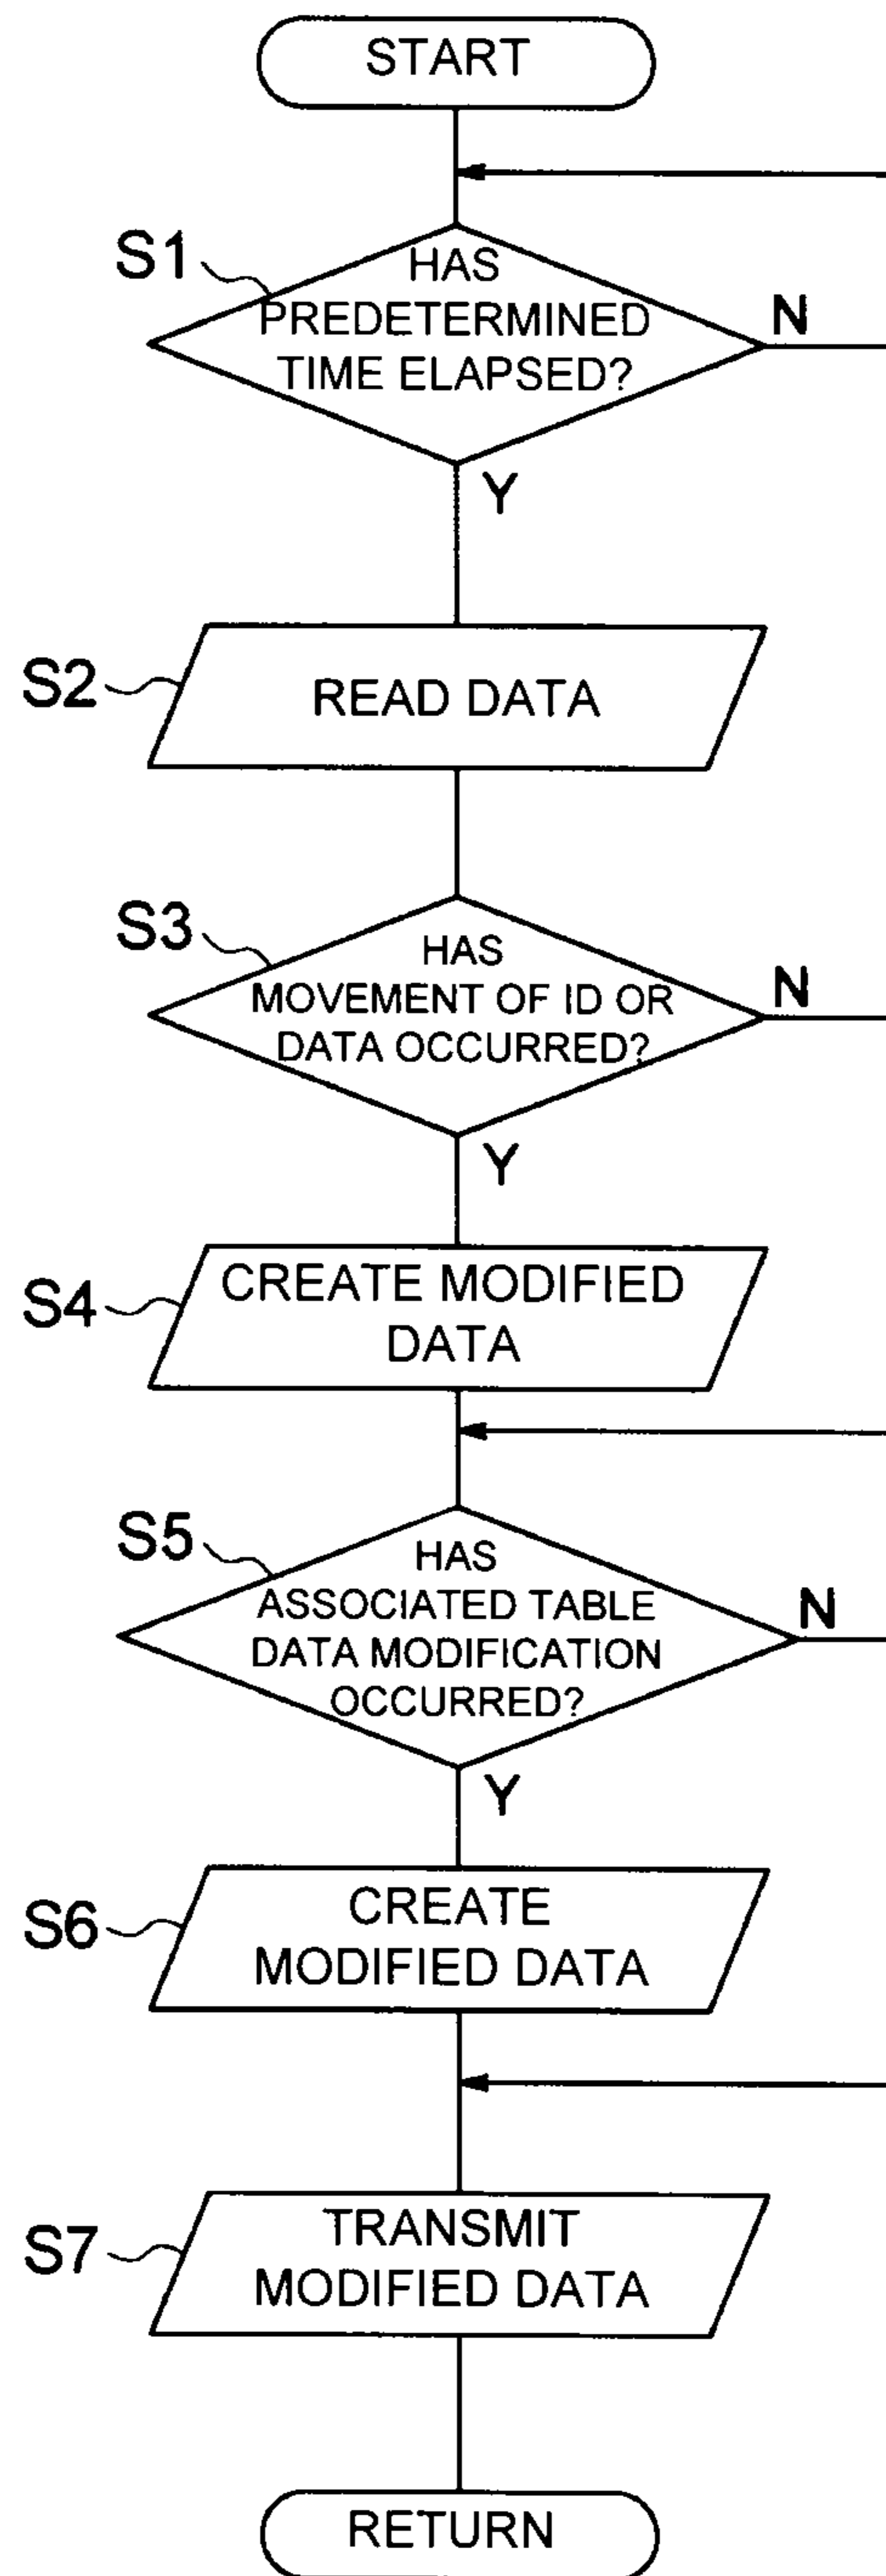 START
S1
HAS
PREDETERMINED
TIME ELAPSED?
N
Y
S2
READ DATA
S3
HAS
MOVEMENT OF ID OR
DATA OCCURRED?
N
Y
S4
CREATE MODIFIED
DATA
S5
HAS
ASSOCIATED TABLE
DATA MODIFICATION
OCCURRED?
N
Y
S6
CREATE
MODIFIED DATA
S7
TRANSMIT
MODIFIED DATA
RETURN